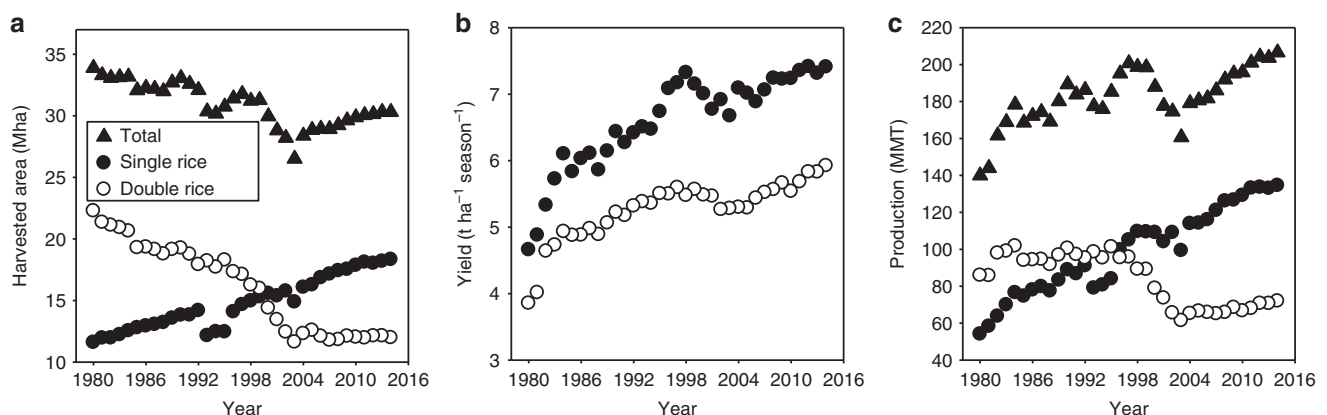 a
Harvested area (Mha)
35
30
25
20
15
10
Total
Single rice
Double rice
1980 1986 1992 1998 2004 2010 2016
Year
b
Yield (t ha⁻¹ season⁻¹)
8
7
6
5
4
3
1980 1986 1992 1998 2004 2010 2016
Year
c
Production (MMT)
220
200
180
160
140
120
100
80
60
40
1980 1986 1992 1998 2004 2010 2016
Year